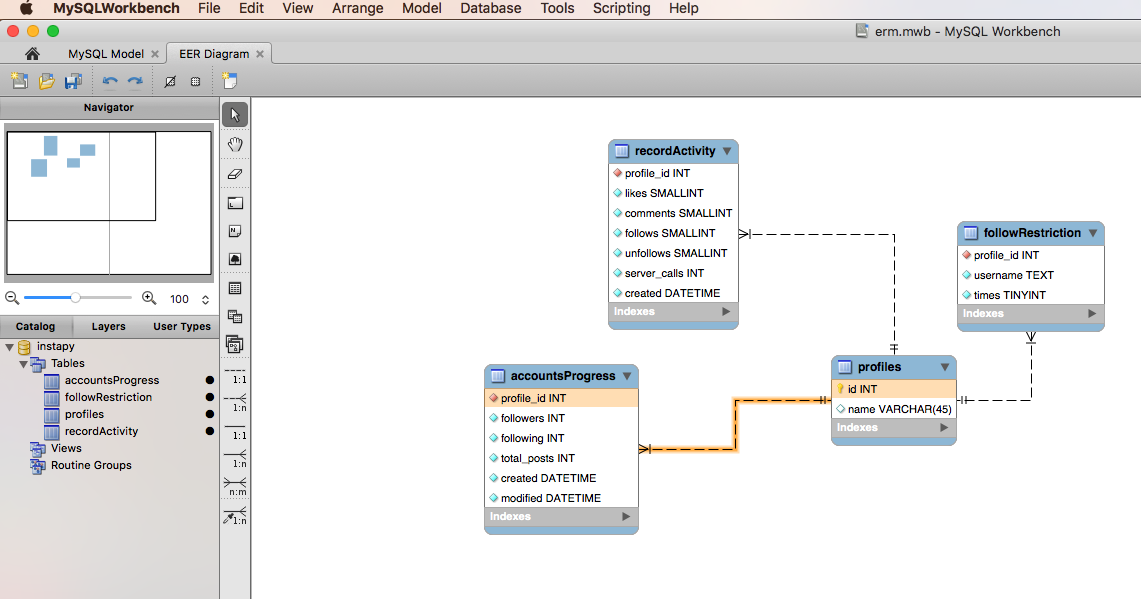 MySQLWorkbench File Edit View Arrange Model Database Tools Scripting Help
erm.mwb - MySQL Workbench
MySQL Model EER Diagram
Navigator
100
Catalog Layers User Types
instapy
Tables
accountsProgress
followRestriction
profiles
recordActivity
Views
Routine Groups
1:1
1:n
1:1
1:n
n:m
1:n
recordActivity
profile_id INT
likes SMALLINT
comments SMALLINT
follows SMALLINT
unfollows SMALLINT
server_calls INT
created DATETIME
Indexes
followRestriction
profile_id INT
username TEXT
times TINYINT
Indexes
accountsProgress
profile_id INT
followers INT
following INT
total_posts INT
created DATETIME
modified DATETIME
Indexes
profiles
id INT
name VARCHAR(45)
Indexes